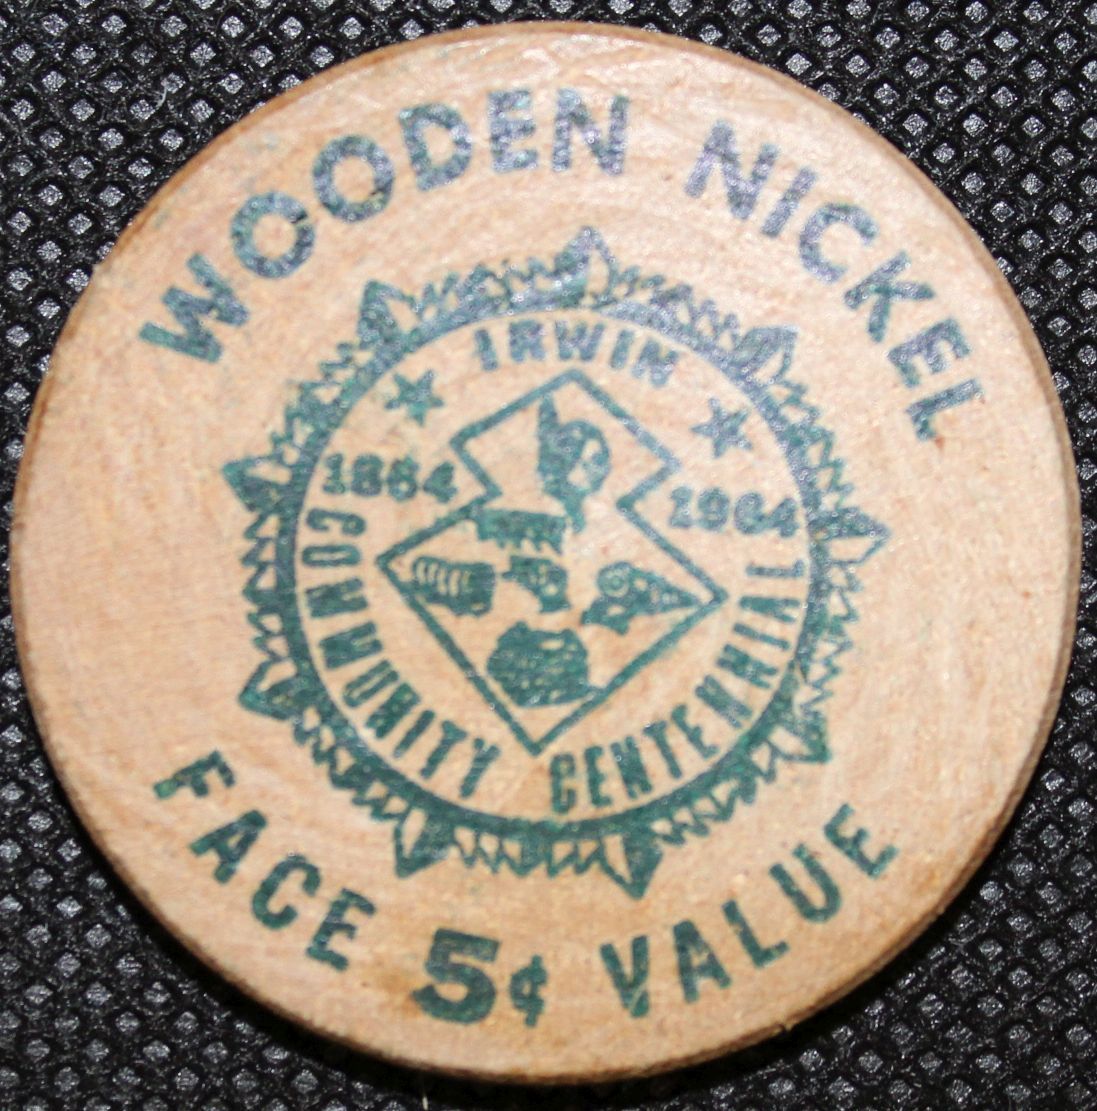 WOODEN NICKEL
IRWIN
1864 1964
COMMUNITY CENTENNIAL
FACE 5¢ VALUE